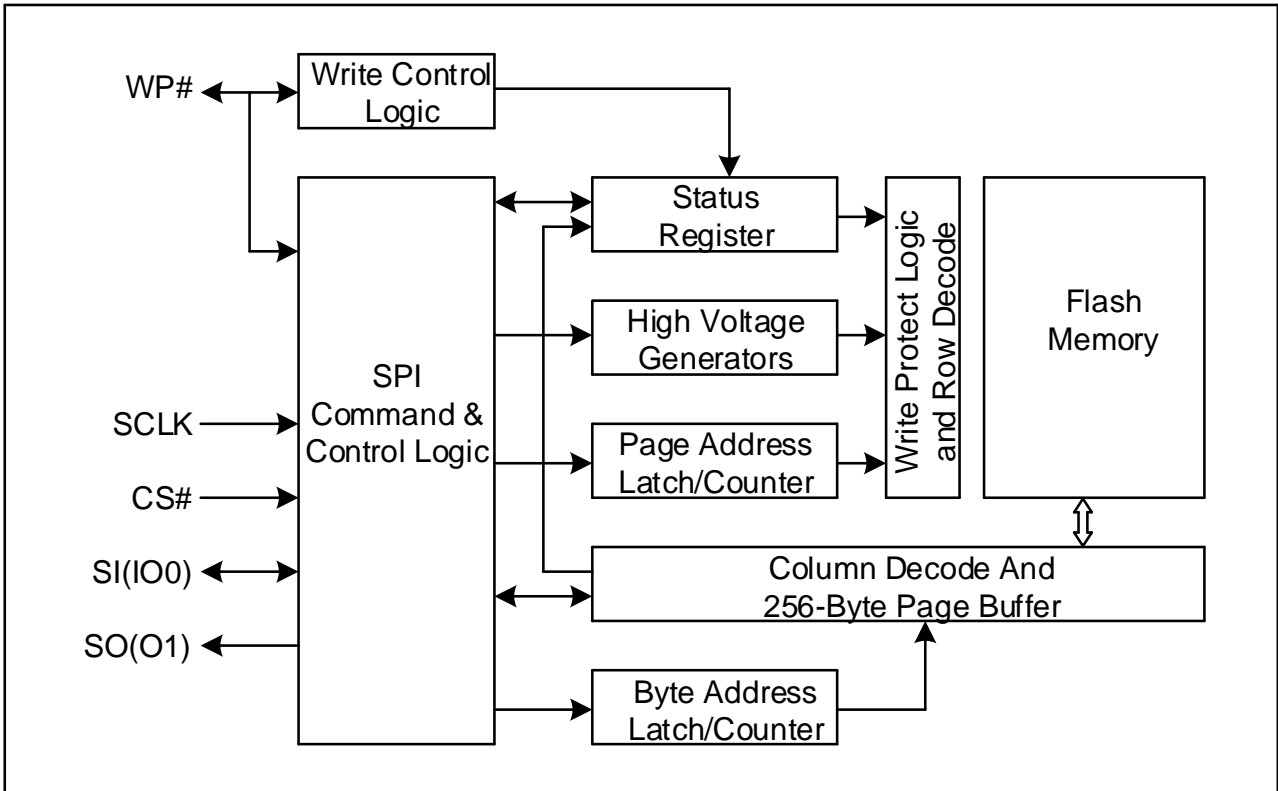 WP#
Write Control
Logic
Status
Register
Write Protect Logic
and Row Decode
Flash
Memory
High Voltage
Generators
SPI
Command &
Control Logic
SCLK
Page Address
Latch/Counter
CS#
SI(IO0)
Column Decode And
256-Byte Page Buffer
SO(O1)
Byte Address
Latch/Counter